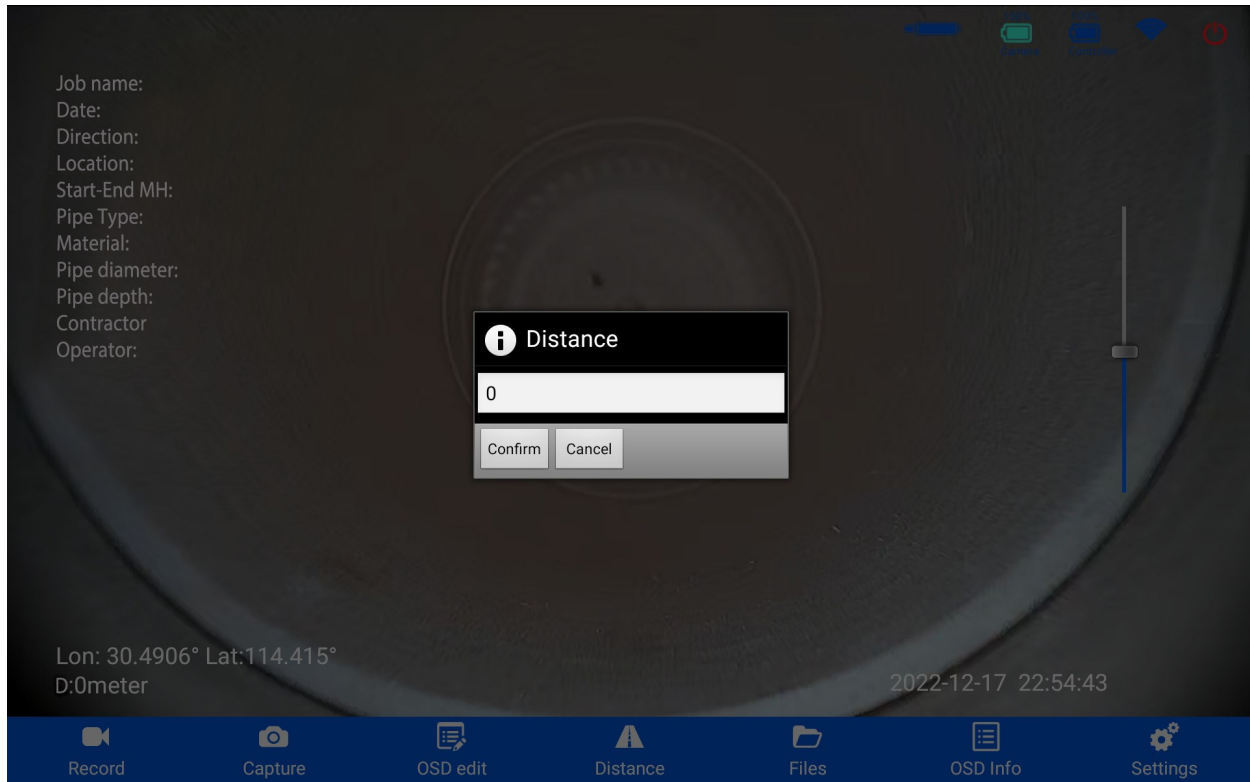 Job name:
Date:
Direction:
Location:
Start-End MH:
Pipe Type:
Material:
Pipe diameter:
Pipe depth:
Contractor
Operator:
Distance
0
Confirm Cancel
Lon: 30.4906° Lat:114.415°
D:0meter
2022-12-17 22:54:43
Record Capture OSD edit Distance Files OSD Info Settings